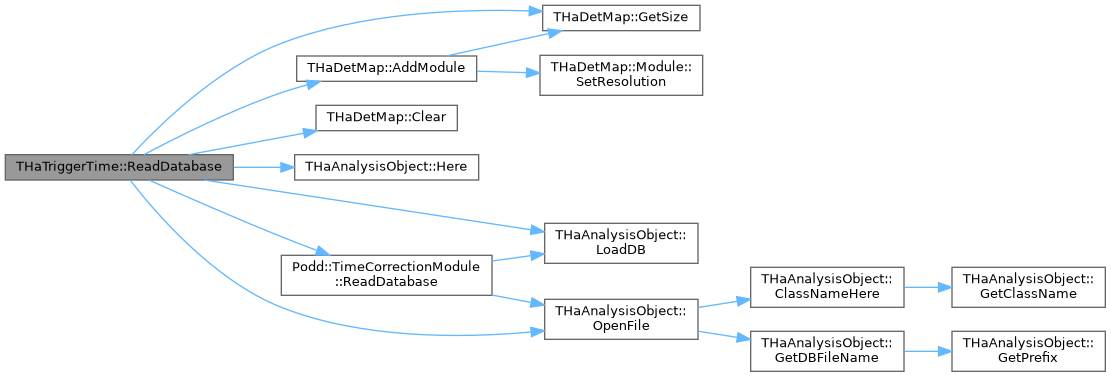 THaDetMap::GetSize
THaDetMap::AddModule
THaDetMap::Module::
SetResolution
THaDetMap::Clear
THaTriggerTime::ReadDatabase
THaAnalysisObject::Here
THaAnalysisObject::
LoadDB
Podd::TimeCorrectionModule
::ReadDatabase
THaAnalysisObject::
OpenFile
THaAnalysisObject::
ClassNameHere
THaAnalysisObject::
GetClassName
THaAnalysisObject::
GetDBFileName
THaAnalysisObject::
GetPrefix